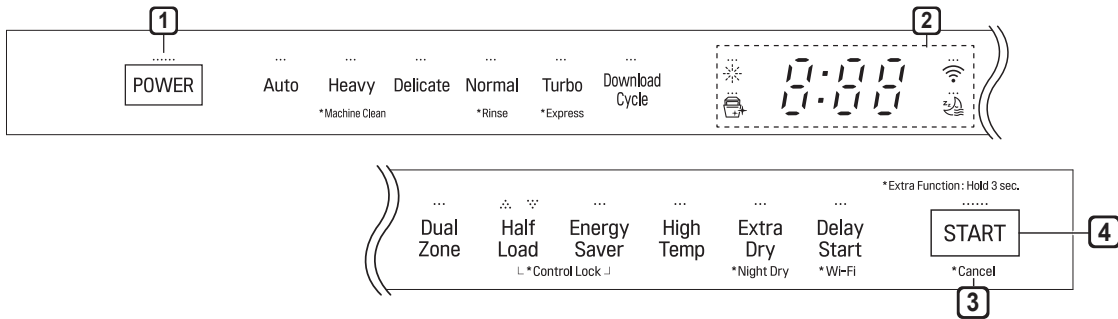 1
2
POWER
Auto Heavy Delicate Normal Turbo Download Cycle
*Machine Clean *Rinse *Express
8:88
*Extra Function: Hold 3 sec.
Dual Zone Half Load Energy Saver High Temp Extra Dry Delay Start START
*Control Lock *Night Dry *Wi-Fi *Cancel
4
3